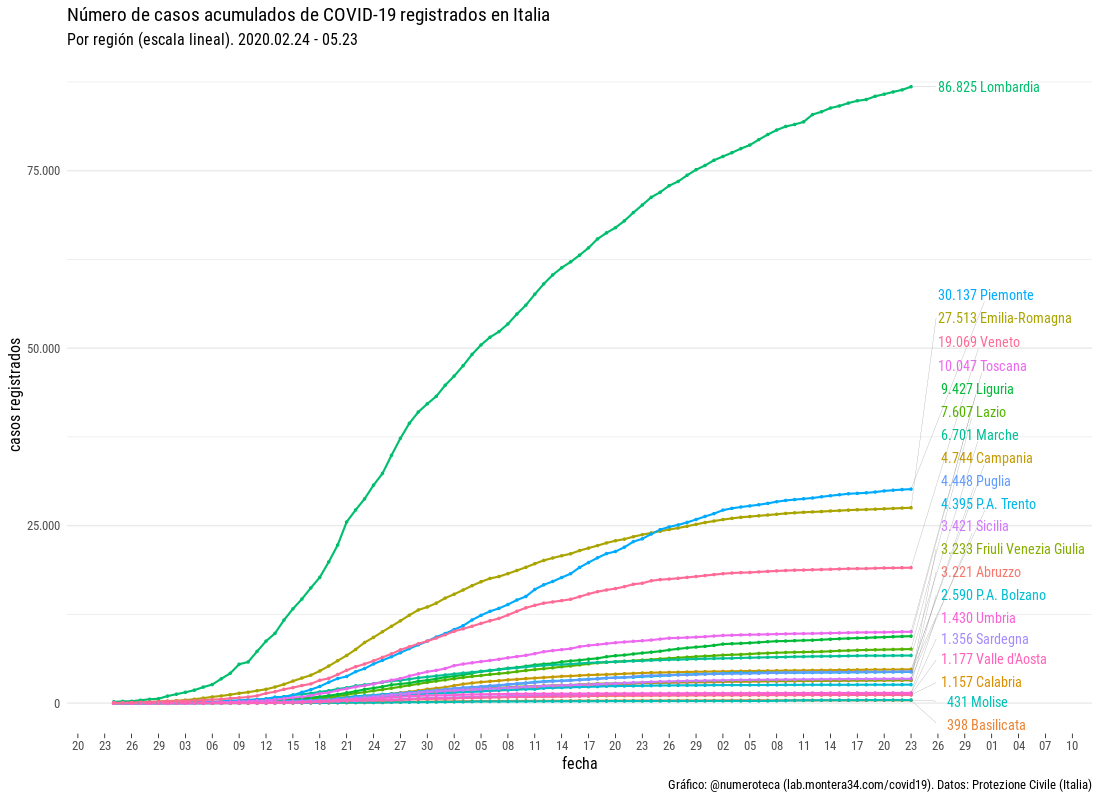 Número de casos acumulados de COVID-19 registrados en Italia
Por región (escala lineal). 2020.02.24 - 05.23
86.825 Lombardia
75.000
30.137 Piemonte
27.513 Emilia-Romagna
19.069 Veneto
50.000
10.047 Toscana
9.427 Liguria
7.607 Lazio
6.701 Marche
casos registrados
4.744 Campania
4.448 Puglia
4.395 P.A. Trento
25.000
3.421 Sicilia
3.233 Friuli Venezia Giulia
3.221 Abruzzo
2.590 P.A. Bolzano
1.430 Umbria
1.356 Sardegna
1.177 Valle d'Aosta
1.157 Calabria
0
431 Molise
398 Basilicata
20 23 26 29 03 06 09 12 15 18 21 24 27 30 02 05 08 11 14 17 20 23 26 29 02 05 08 11 14 17 20 23 26 29 01 04 07 10
fecha
Gráfico: @numeroteca (lab.montera34.com/covid19). Datos: Protezione Civile (Italia)